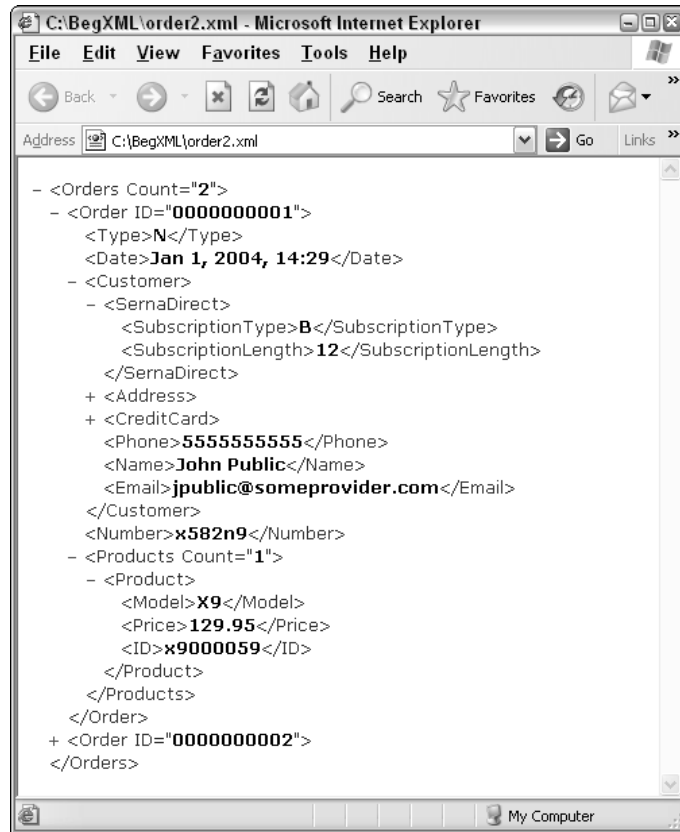 C:\BegXML\order2.xml - Microsoft Internet Explorer
File Edit View Favorites Tools Help
Back Search Favorites »
Address C:\BegXML\order2.xml Go Links »
– <Orders Count="2">
– <Order ID="0000000001">
<Type>N</Type>
<Date>Jan 1, 2004, 14:29</Date>
– <Customer>
– <SernaDirect>
<SubscriptionType>B</SubscriptionType>
<SubscriptionLength>12</SubscriptionLength>
</SernaDirect>
+ <Address>
+ <CreditCard>
<Phone>5555555555</Phone>
<Name>John Public</Name>
<Email>jpublic@someprovider.com</Email>
</Customer>
<Number>x582n9</Number>
– <Products Count="1">
– <Product>
<Model>X9</Model>
<Price>129.95</Price>
<ID>x9000059</ID>
</Product>
</Products>
</Order>
+ <Order ID="0000000002">
</Orders>
My Computer